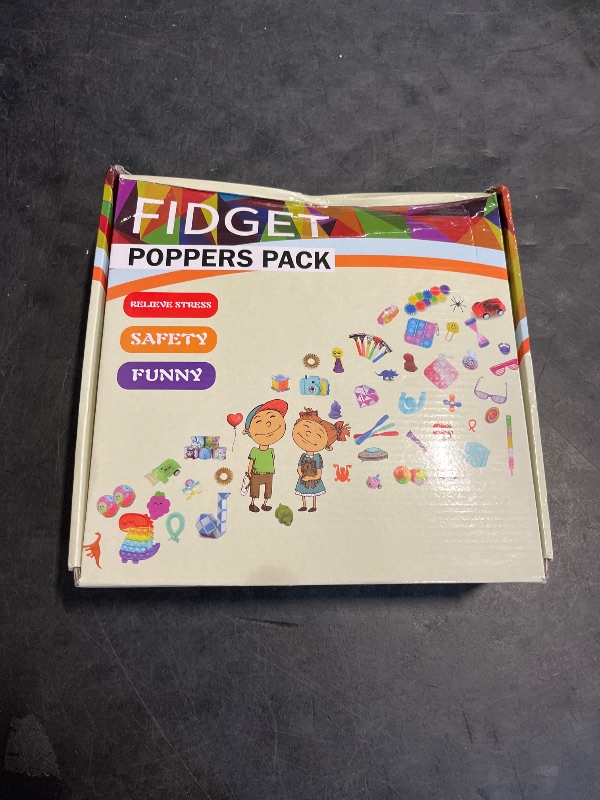 FIDGET
POPPERS PACK
RELIEVE STRESS
SAFETY
FUNNY